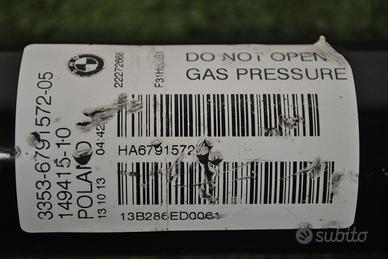 BMW
22272668
DO NOT OPEN
GAS PRESSURE
3353-6791572-05
149415-10
POLAND
13 10 13
04:42
HA6791572
13B286ED0061
subito